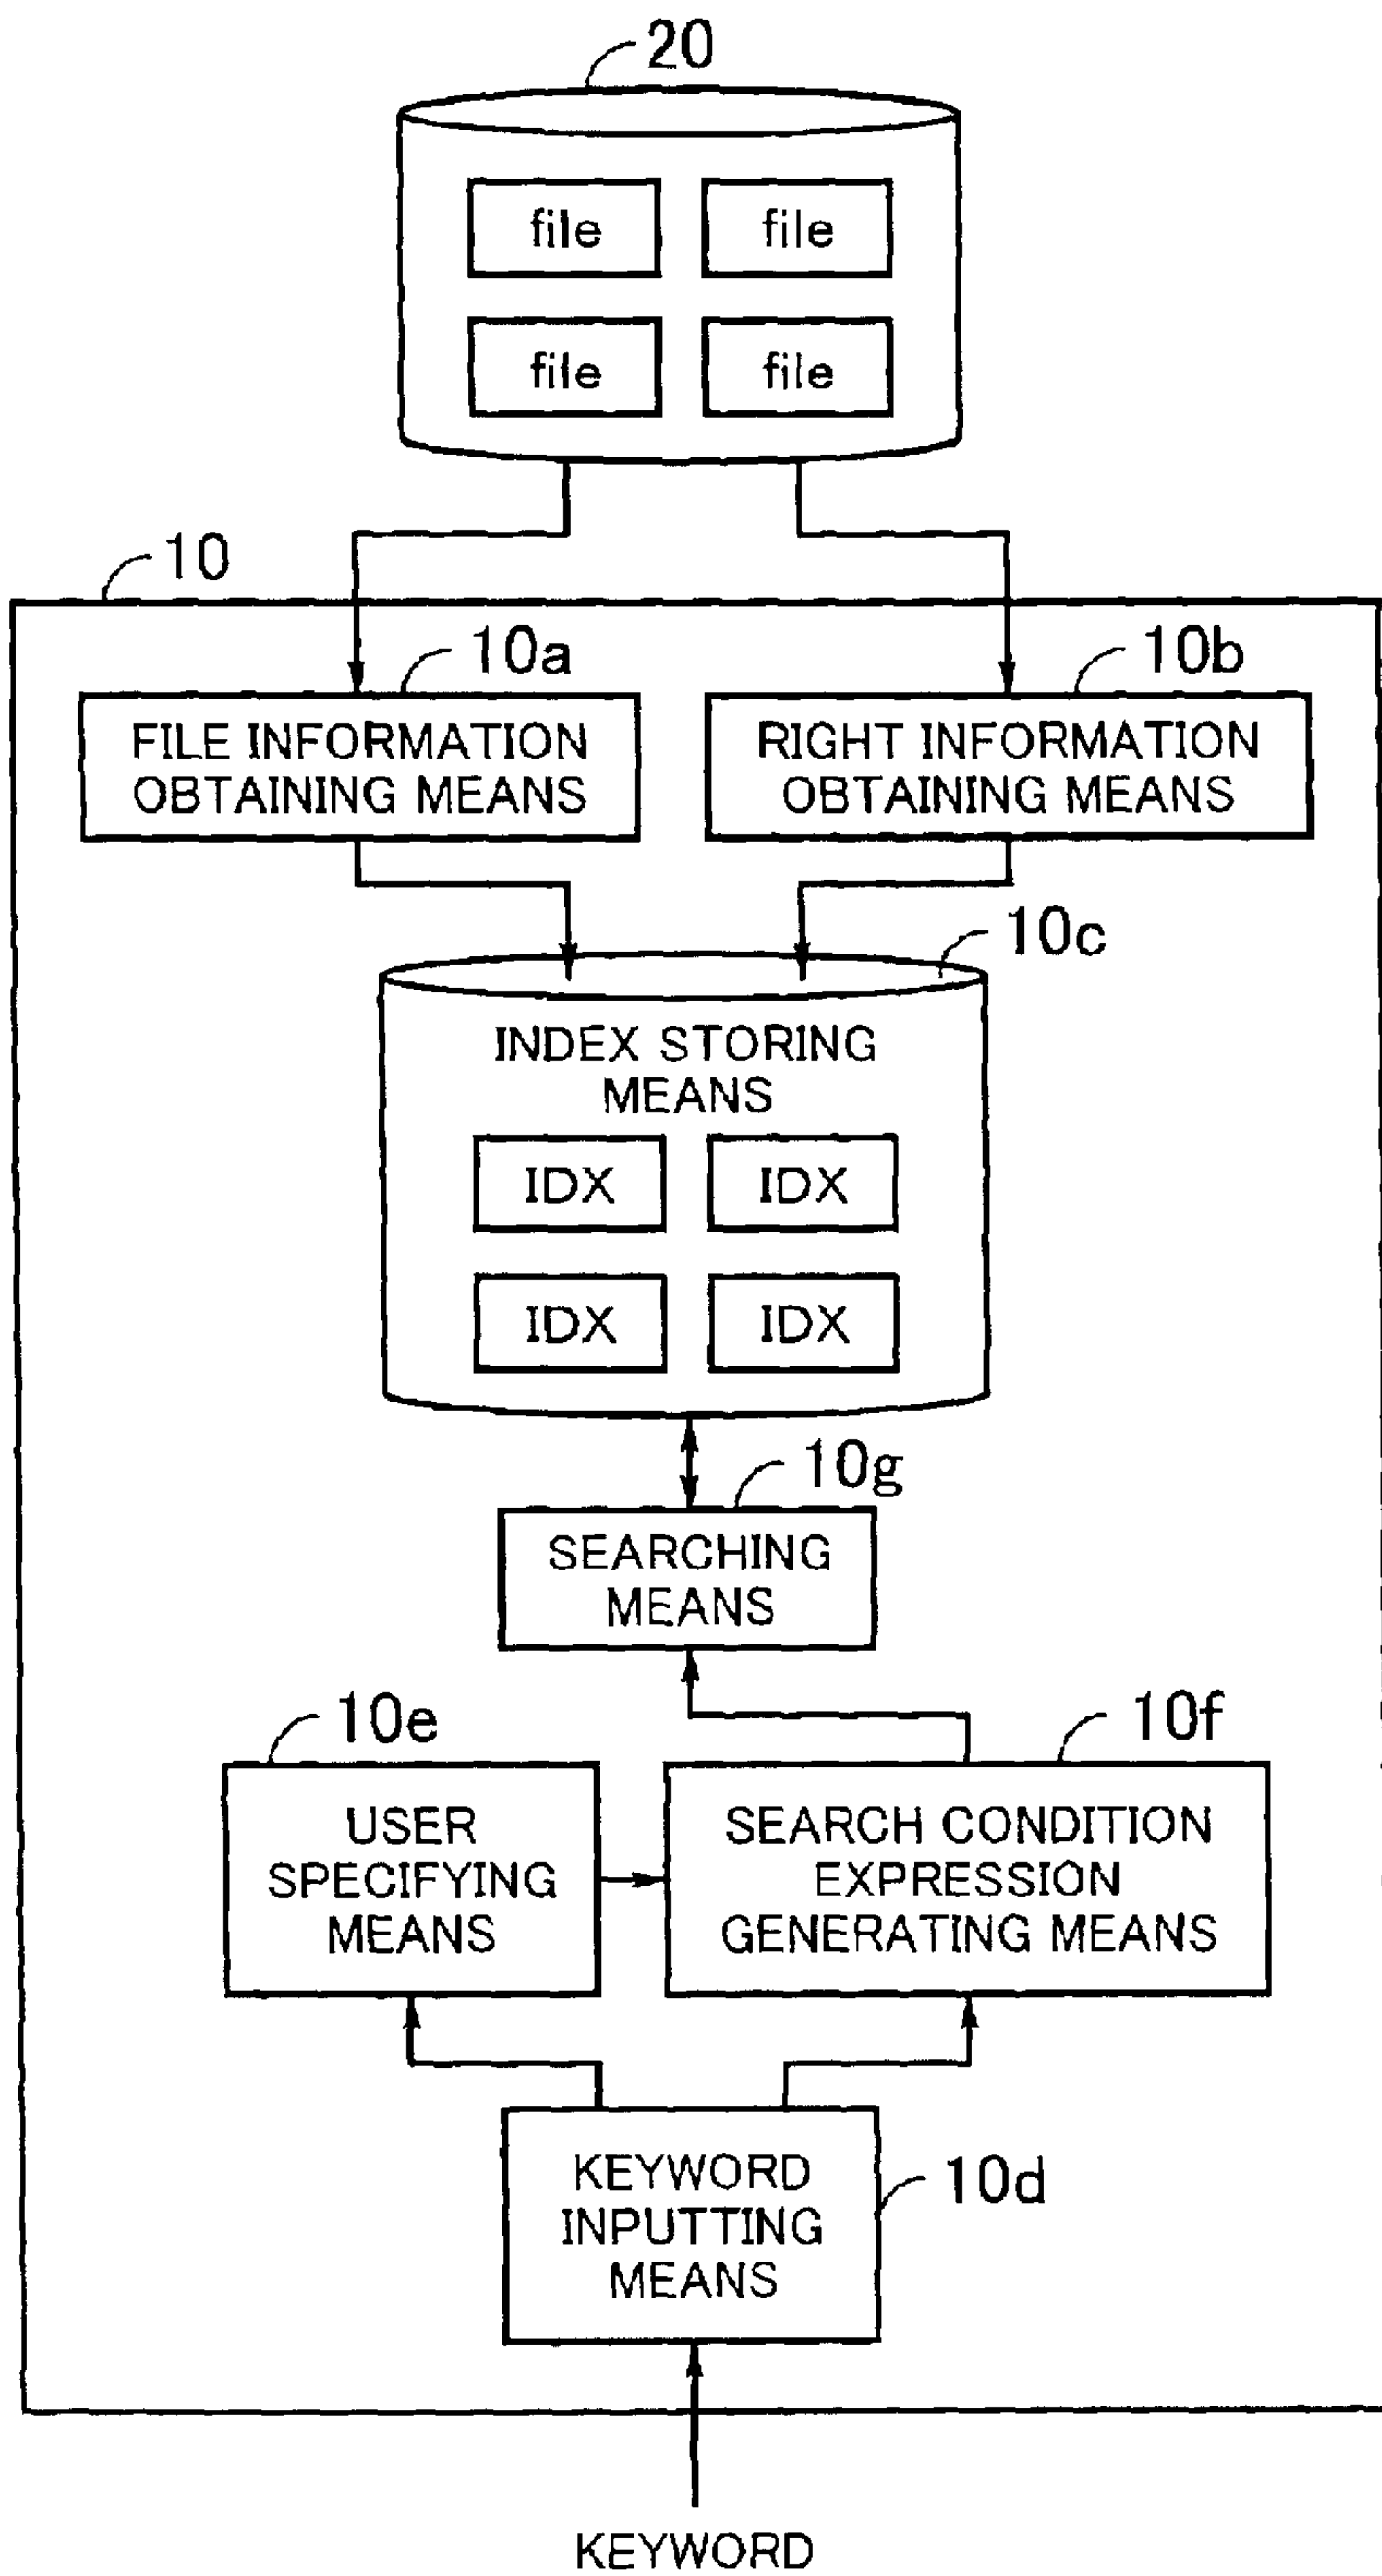 20
file
file
file
file
10
10a
10b
FILE INFORMATION
OBTAINING MEANS
RIGHT INFORMATION
OBTAINING MEANS
10c
INDEX STORING
MEANS
IDX
IDX
IDX
IDX
10g
SEARCHING
MEANS
10e
10f
USER
SPECIFYING
MEANS
SEARCH CONDITION
EXPRESSION
GENERATING MEANS
KEYWORD
INPUTTING
MEANS
10d
KEYWORD